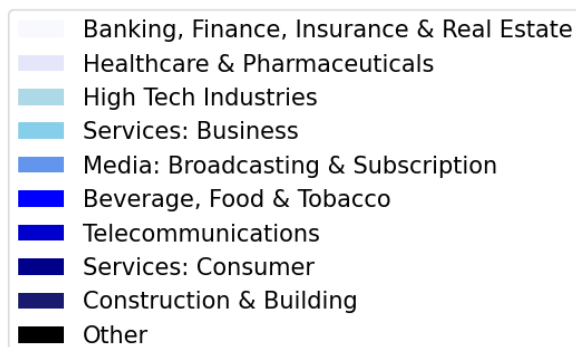 Banking, Finance, Insurance & Real Estate
Healthcare & Pharmaceuticals
High Tech Industries
Services: Business
Media: Broadcasting & Subscription
Beverage, Food & Tobacco
Telecommunications
Services: Consumer
Construction & Building
Other